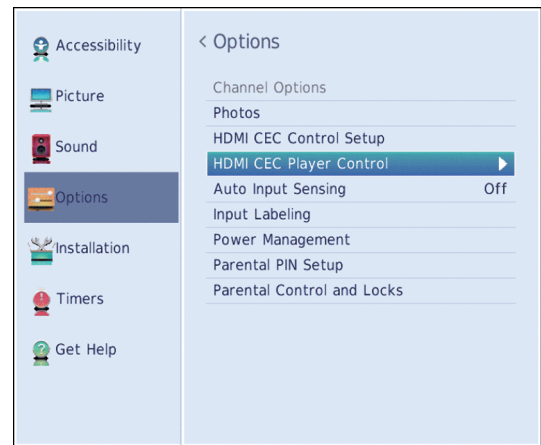 Accessibility
Picture
Sound
Options
Installation
Timers
Get Help
< Options
Channel Options
Photos
HDMI CEC Control Setup
HDMI CEC Player Control
Auto Input Sensing Off
Input Labeling
Power Management
Parental PIN Setup
Parental Control and Locks